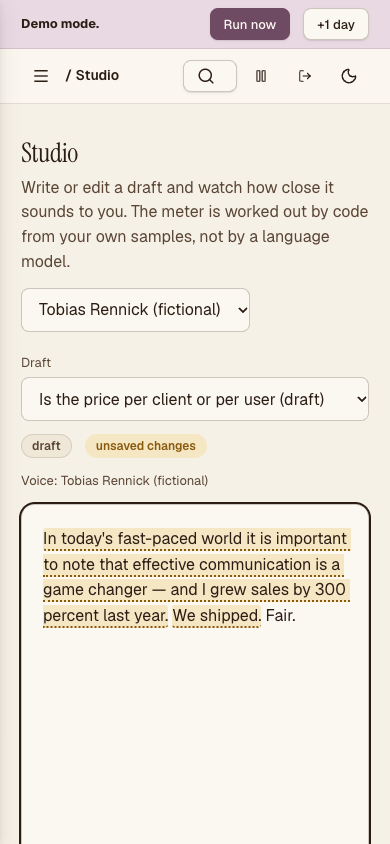 Demo mode.
Run now
+1 day
/ Studio
Studio
Write or edit a draft and watch how close it
sounds to you. The meter is worked out by code
from your own samples, not by a language
model.
Tobias Rennick (fictional)
Draft
Is the price per client or per user (draft)
draft
unsaved changes
Voice: Tobias Rennick (fictional)
In today's fast-paced world it is important
to note that effective communication is a
game changer — and I grew sales by 300
percent last year. We shipped. Fair.